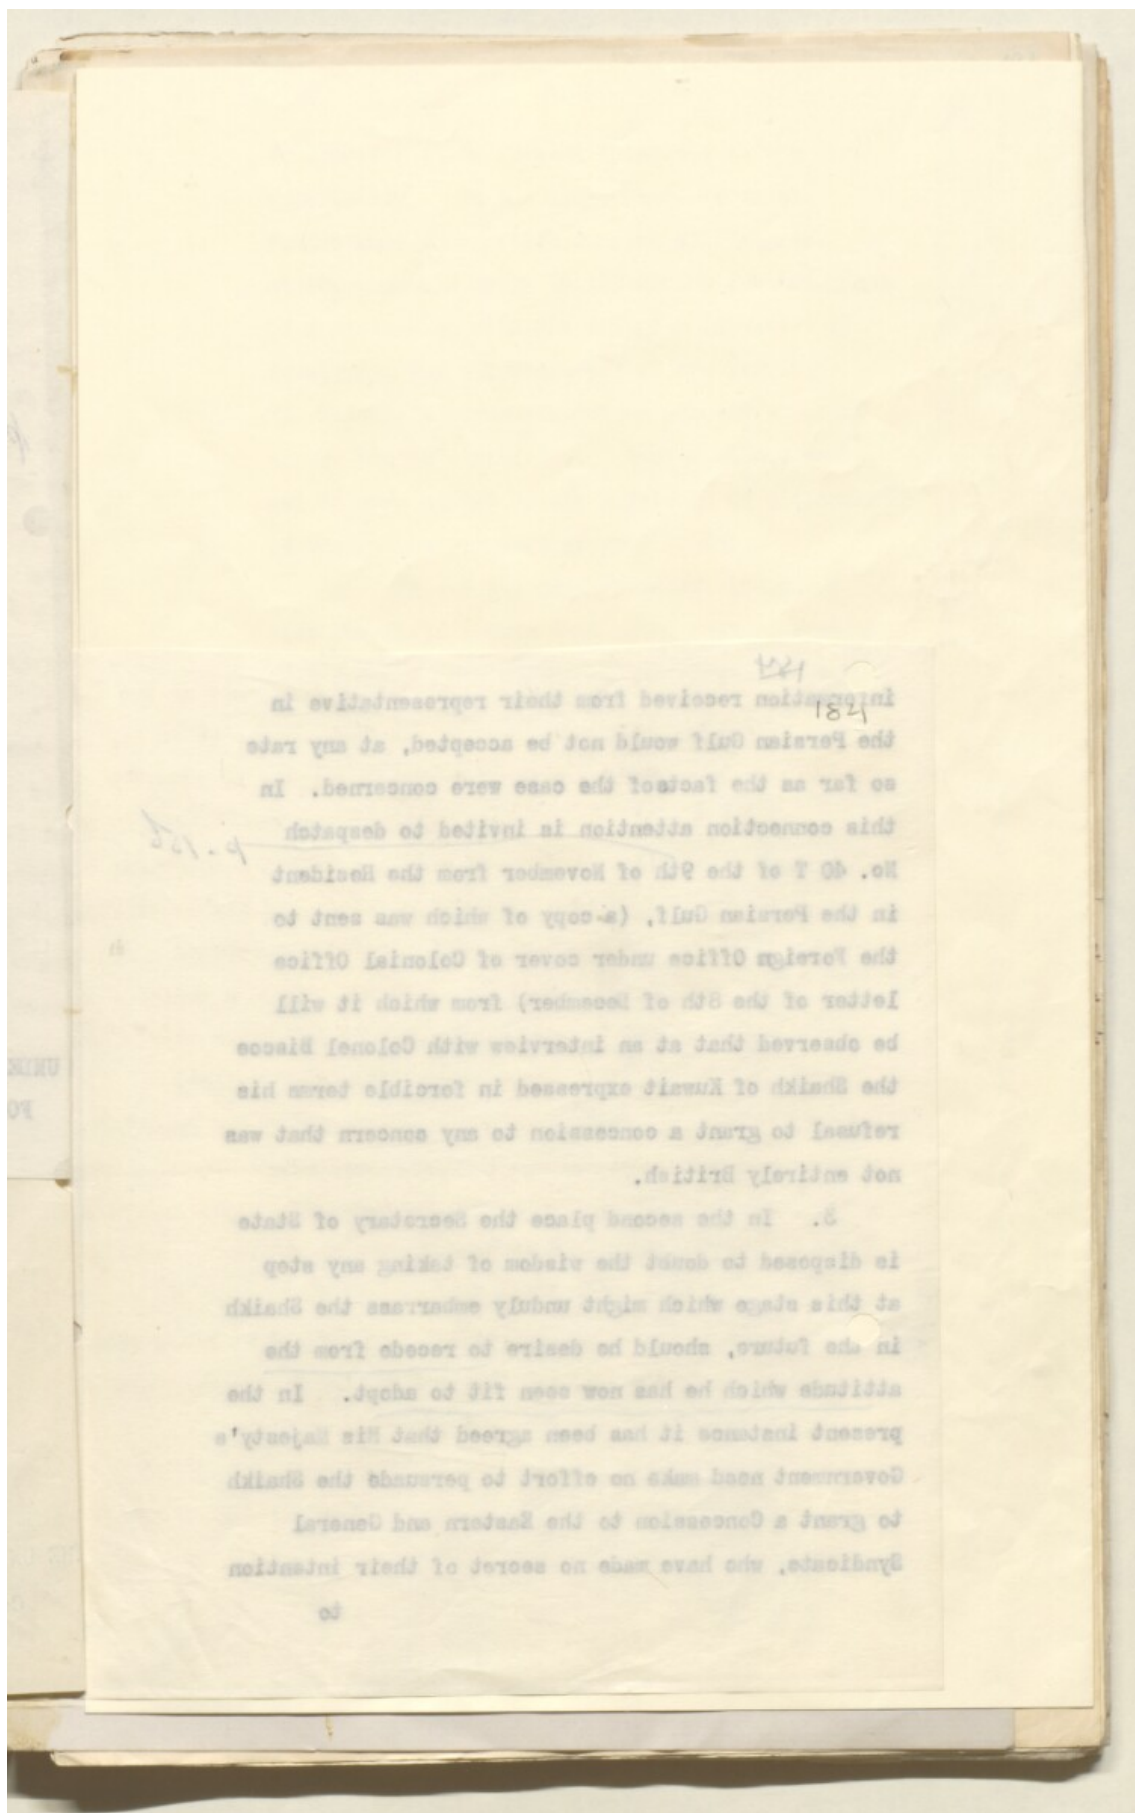 184
information received from their representative in
the Persian Gulf would not be accepted, at any rate
so far as the facts of the case were concerned. In
this connection attention is invited to despatch
No. 40 T of the 9th of November from the Resident
in the Persian Gulf, (a copy of which was sent to
the Foreign Office under cover of Colonial Office
letter of the 8th of December) from which it will
be observed that at an interview with Colonel Biscoe
the Shaikh of Kuwait expressed in forcible terms his
refusal to grant a concession to any concern that was
not entirely British.
3. In the second place the Secretary of State
is disposed to doubt the wisdom of taking any step
at this stage which might unduly embarrass the Shaikh
in the future, should he desire to recede from the
attitude which he has now seen fit to adopt. In the
present instance it has been agreed that His Majesty's
Government need make no effort to persuade the Shaikh
to grant a Concession to the Eastern and General
Syndicate, who have made no secret of their intention
to